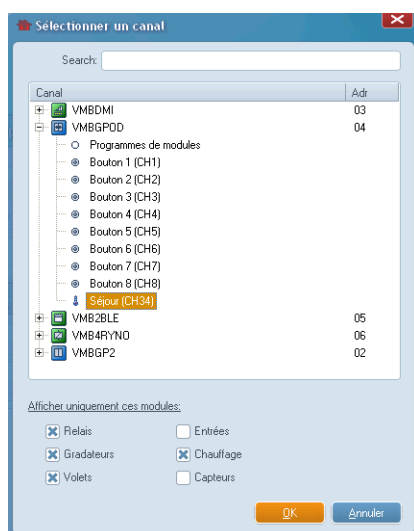 Sélectionner un canal
Search:
Canal Adr
VMBDMI 03
VMBGPOD 04
Programmes de modules
Bouton 1 (CH1)
Bouton 2 (CH2)
Bouton 3 (CH3)
Bouton 4 (CH4)
Bouton 5 (CH5)
Bouton 6 (CH6)
Bouton 7 (CH7)
Bouton 8 (CH8)
Séjour (CH34)
VMB2BLE 05
VMB4RYNO 06
VMBGP2 02
Afficher uniquement ces modules:
Relais Entrées
Gradateurs Chauffage
Volets Capteurs
OK Annuler